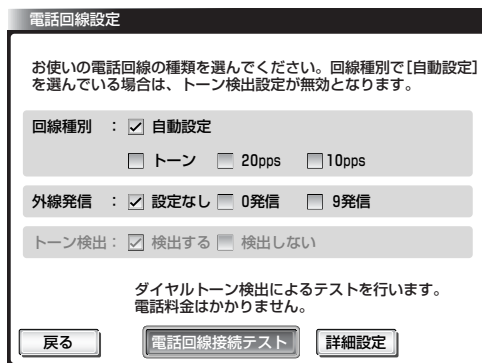 電話回線設定
お使いの電話回線の種類を選んでください。回線種別で[自動設定]
を選んでいる場合は、トーン検出設定が無効となります。
回線種別 : 自動設定
トーン 20pps 10pps
外線発信 : 設定なし 0発信 9発信
トーン検出 : 検出する 検出しない
ダイヤルトーン検出によるテストを行います。
電話料金はかかりません。
戻る 電話回線接続テスト 詳細設定